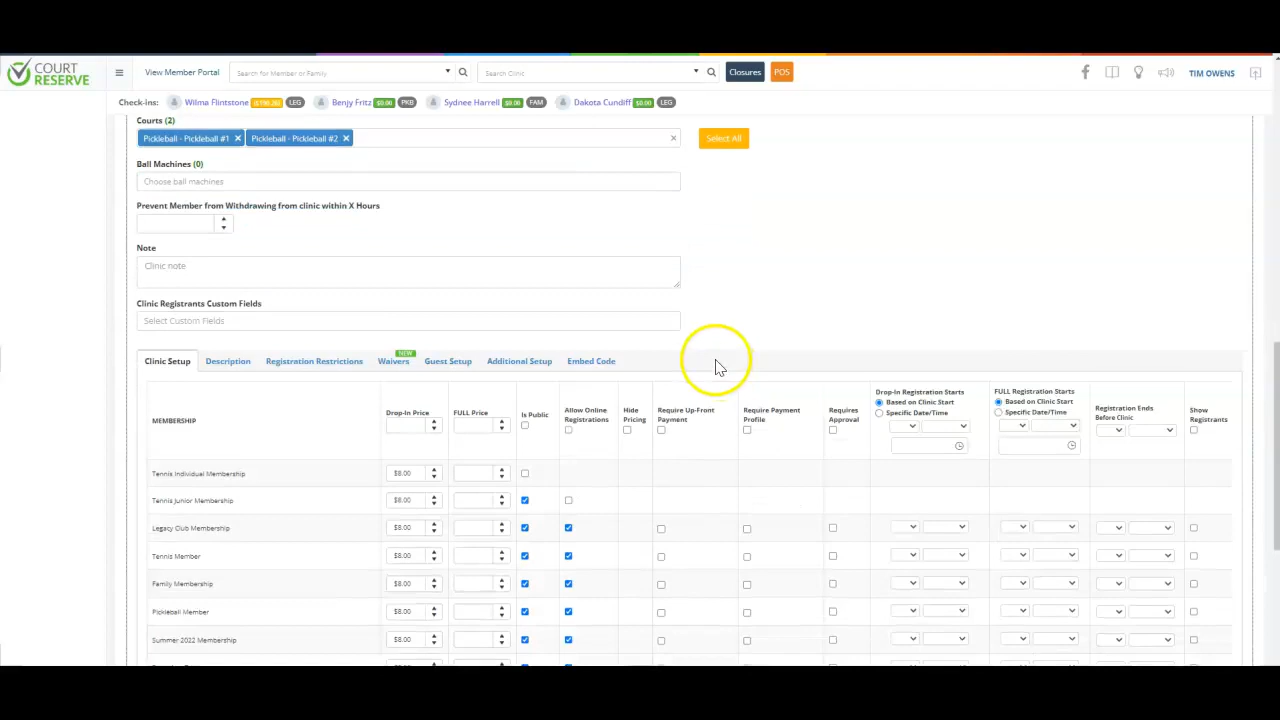 COURT RESERVE
View Member Portal
Search for Member or Family
Search Clinic
Closures
POS
TIM OWENS
Check-ins: Wilma Flintstone LEG Benjy Fritz $0.00 PKB Sydnee Harrell $0.00 FAM Dakota Cundiff $0.00 LEG
Courts (2)
Pickleball - Pickleball #1 × Pickleball - Pickleball #2 × ×
Select All
Ball Machines (0)
Choose ball machines
Prevent Member from Withdrawing from clinic within X Hours
Note
Clinic note
Clinic Registrants Custom Fields
Select Custom Fields
NEW
Clinic Setup Description Registration Restrictions Waivers Guest Setup Additional Setup Embed Code
MEMBERSHIP
Drop-In Price
FULL Price
Is Public
Allow Online Registrations
Hide Pricing
Require Up-Front Payment
Require Payment Profile
Requires Approval
Drop-In Registration Starts
Based on Clinic Start
Specific Date/Time
FULL Registration Starts
Based on Clinic Start
Specific Date/Time
Registration Ends Before Clinic
Show Registrants
Tennis Individual Membership $8.00
Tennis Junior Membership $8.00
Legacy Club Membership $8.00
Tennis Member $8.00
Family Membership $8.00
Pickleball Member $8.00
Summer 2022 Membership $8.00